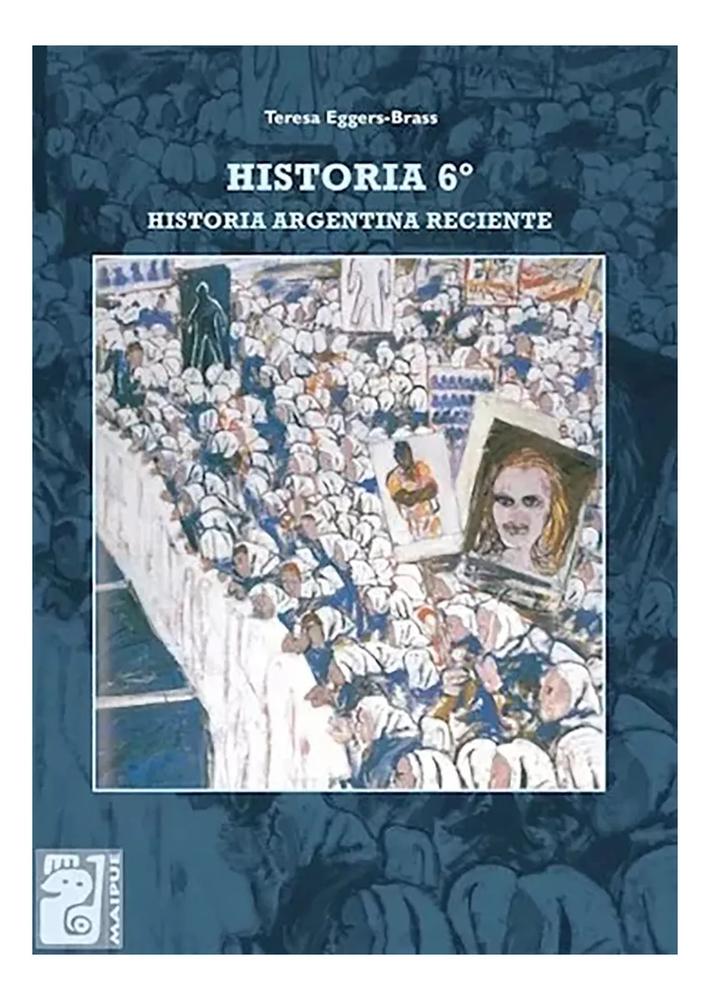 Teresa Eggers-Brass
HISTORIA 6°
HISTORIA ARGENTINA RECIENTE
MAIPUE